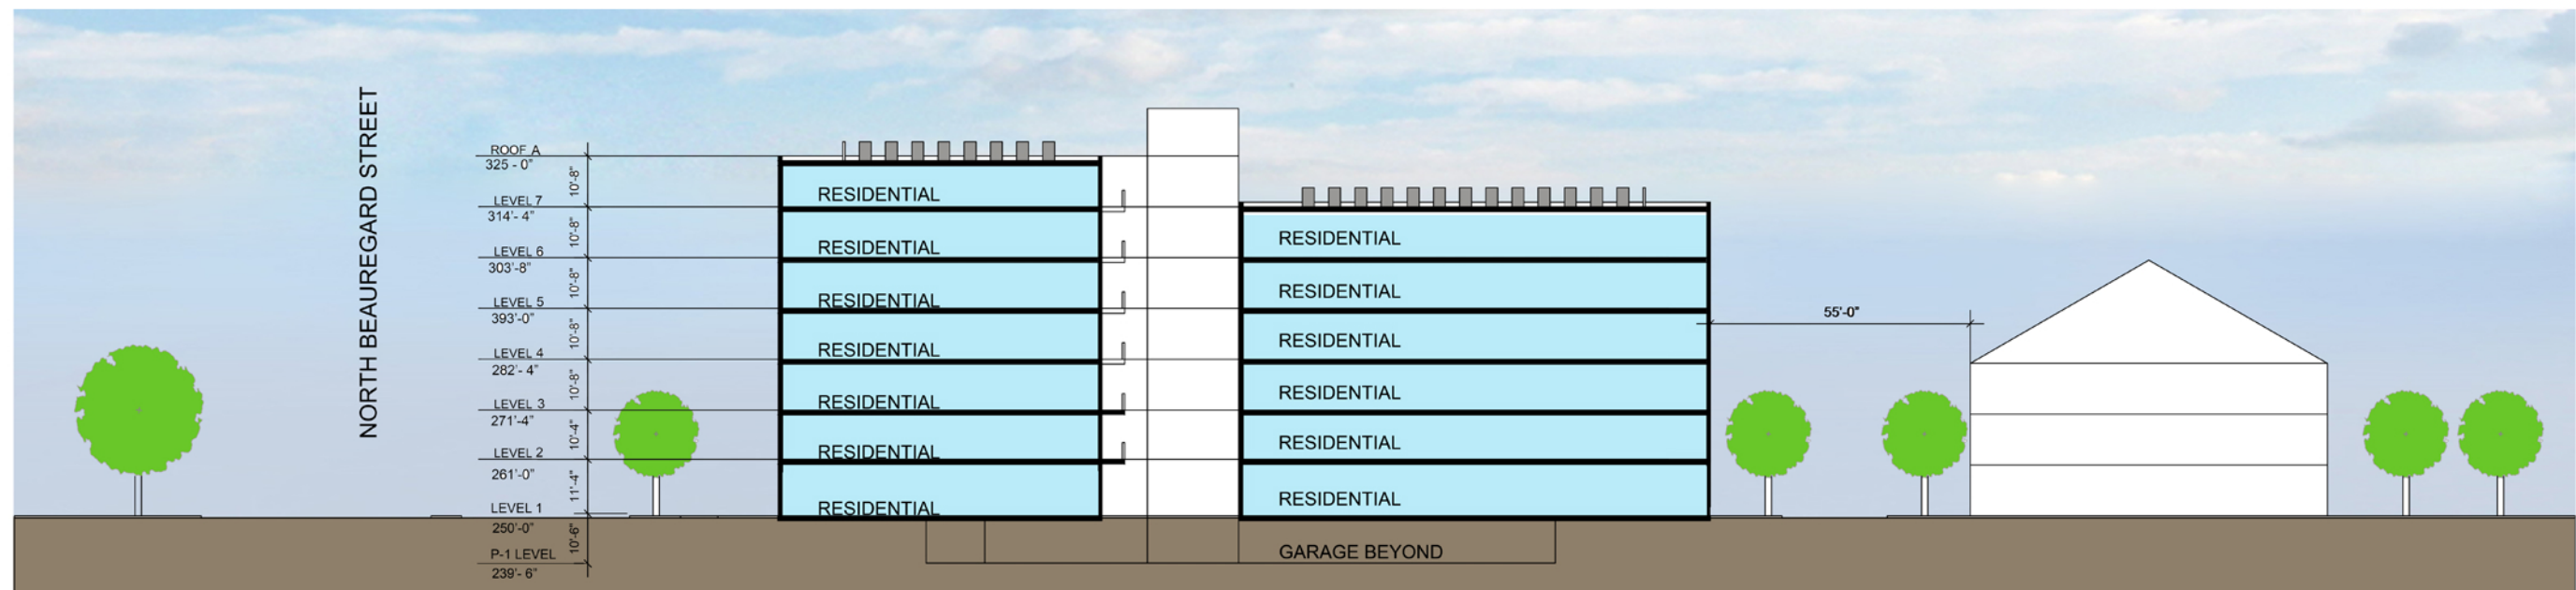 NORTH BEAUREGARD STREET
ROOF A
325 - 0"
10'-8"
LEVEL 7
314'- 4"
10'-8"
LEVEL 6
303'-8"
10'-8"
LEVEL 5
393'-0"
10'-8"
LEVEL 4
282'- 4"
10'-8"
LEVEL 3
271'-4"
10'-4"
LEVEL 2
261'-0"
11'-4"
LEVEL 1
250'-0"
10'-6"
P-1 LEVEL
239'- 6"
RESIDENTIAL
RESIDENTIAL
RESIDENTIAL
RESIDENTIAL
RESIDENTIAL
RESIDENTIAL
RESIDENTIAL
RESIDENTIAL
RESIDENTIAL
RESIDENTIAL
RESIDENTIAL
RESIDENTIAL
RESIDENTIAL
GARAGE BEYOND
55'-0"